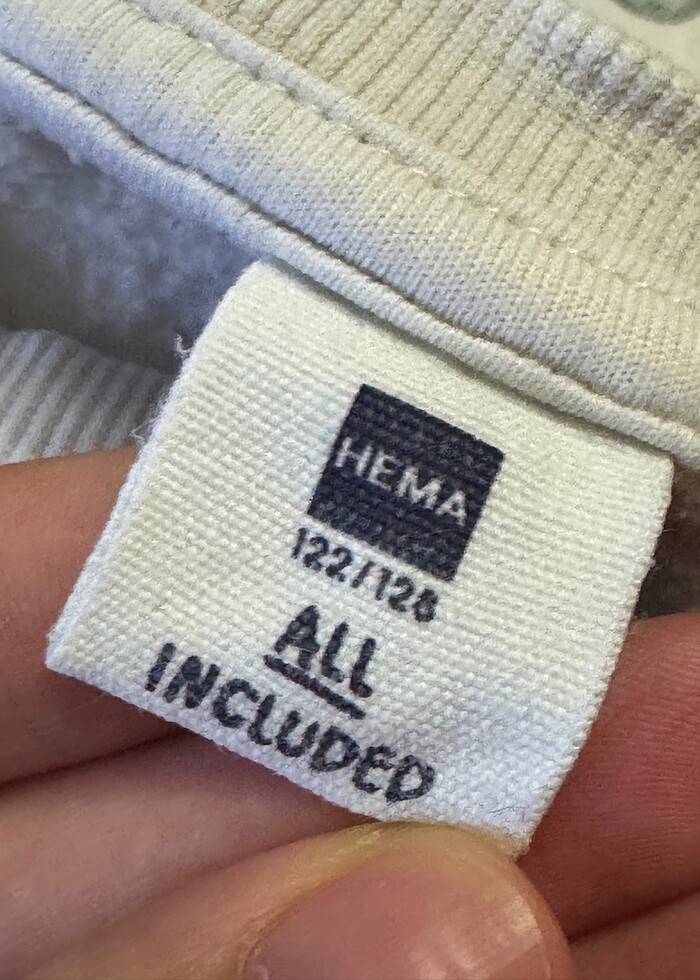 HEMA
122/128
ALL
INCLUDED